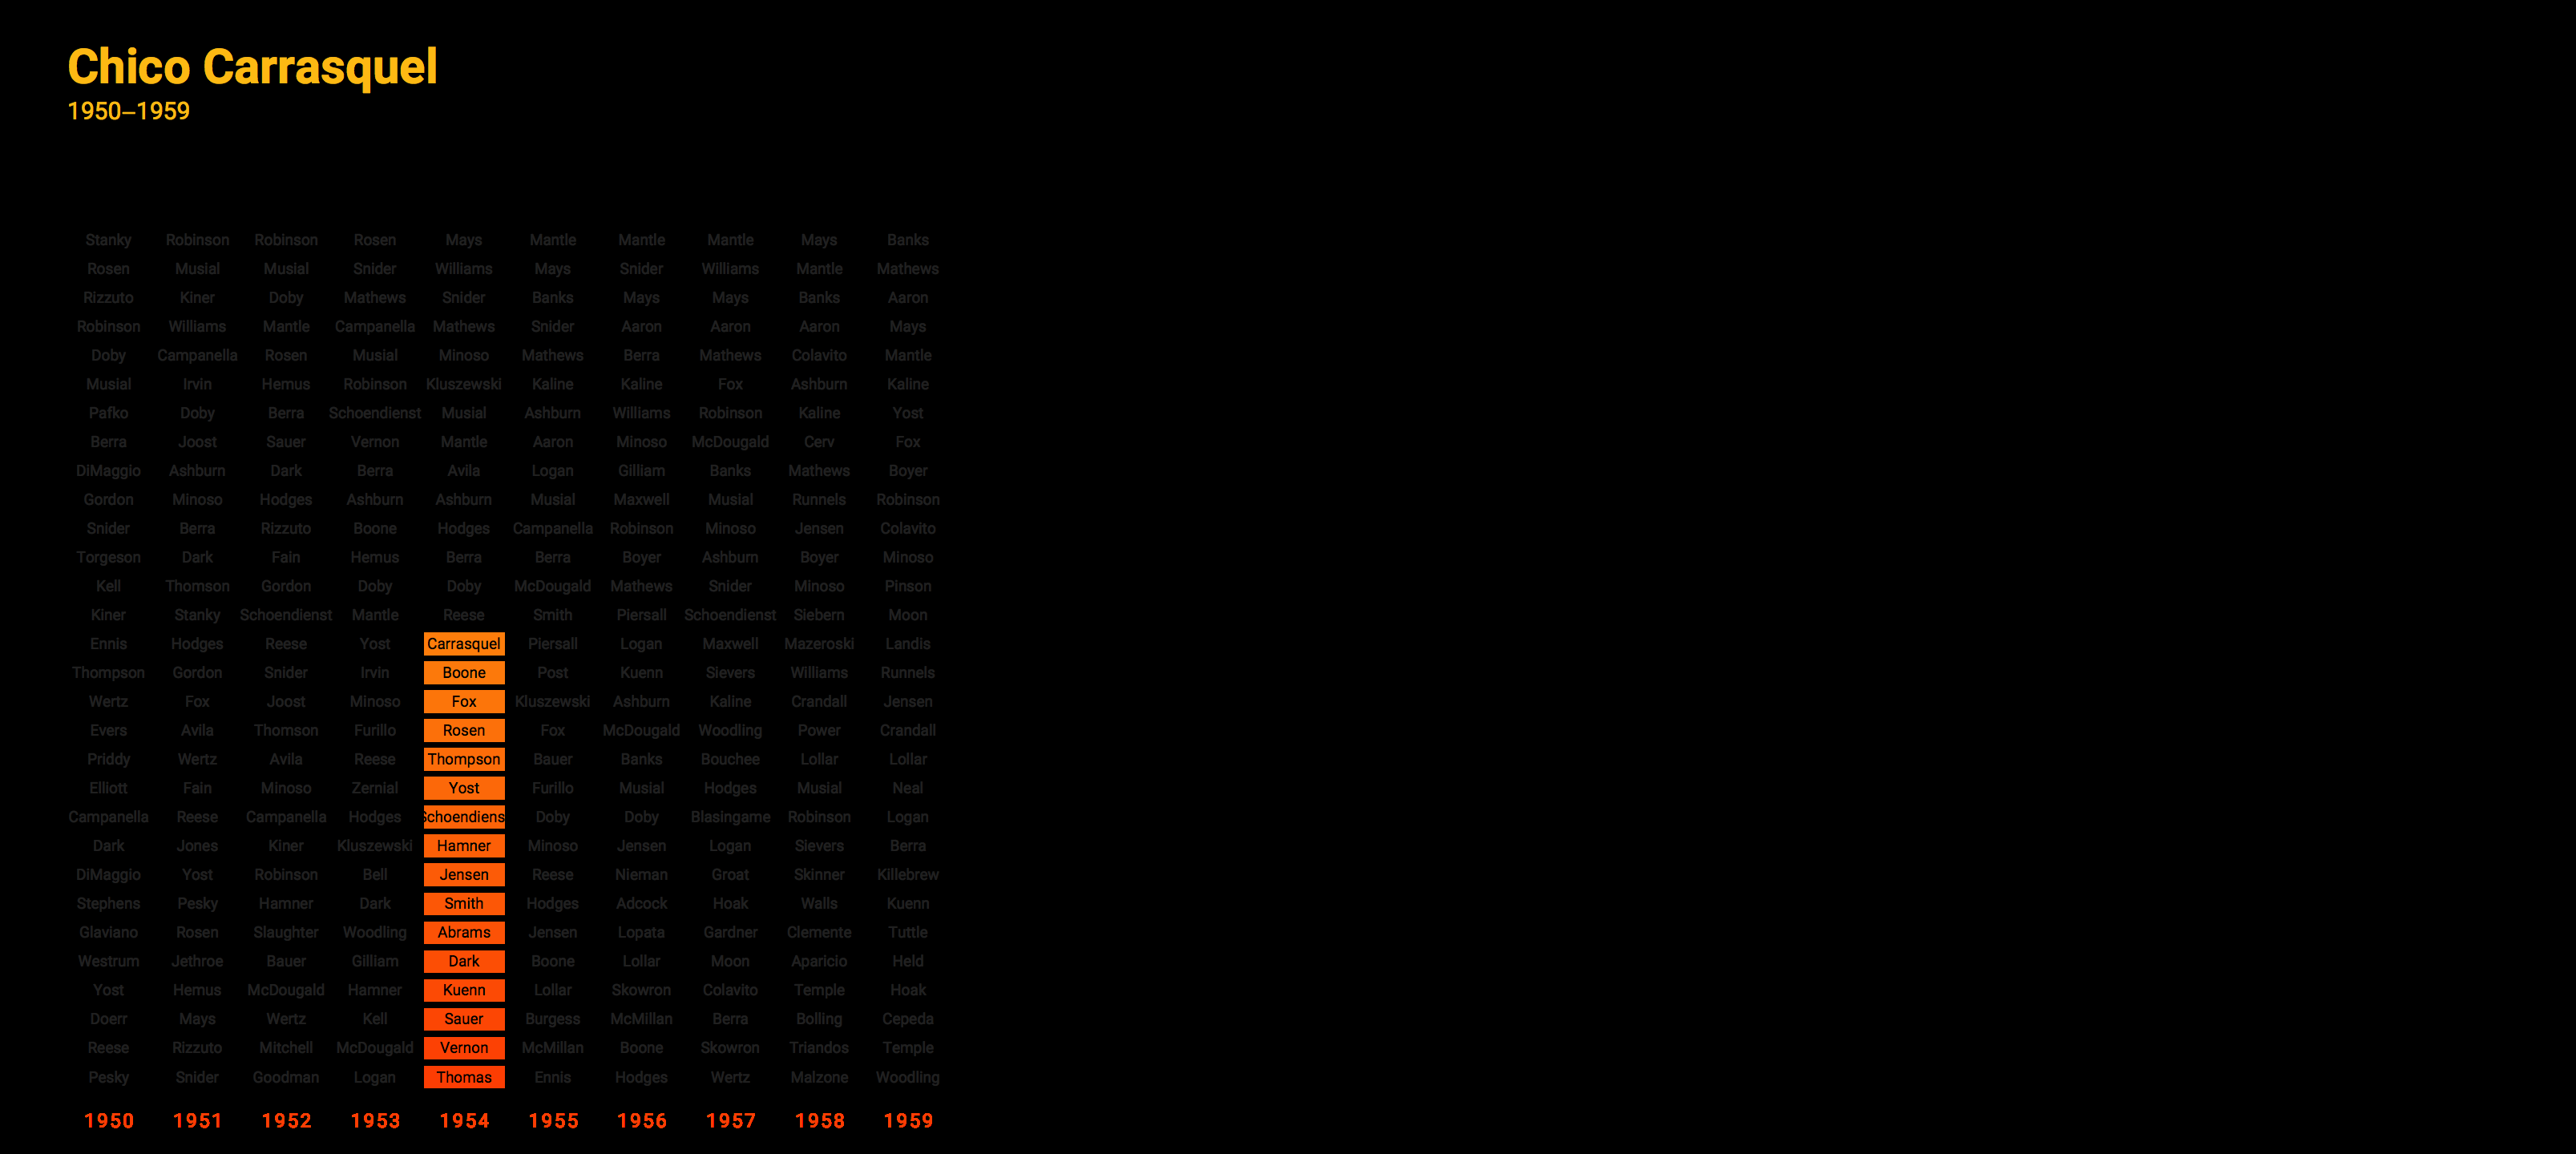 Chico Carrasquel
1950–1959
Stanky Robinson Robinson Rosen Mays Mantle Mantle Mantle Mays Banks
Rosen Musial Musial Snider Williams Mays Snider Williams Mantle Mathews
Rizzuto Kiner Doby Mathews Snider Banks Mays Mays Banks Aaron
Robinson Williams Mantle Campanella Mathews Snider Aaron Aaron Aaron Mays
Doby Campanella Rosen Musial Minoso Mathews Berra Mathews Colavito Mantle
Musial Irvin Hemus Robinson Kluszewski Kaline Kaline Fox Ashburn Kaline
Pafko Doby Berra Schoendienst Musial Ashburn Williams Robinson Kaline Yost
Berra Joost Sauer Vernon Mantle Aaron Minoso McDougald Cerv Fox
DiMaggio Ashburn Dark Berra Avila Logan Gilliam Banks Mathews Boyer
Gordon Minoso Hodges Ashburn Ashburn Musial Maxwell Musial Runnels Robinson
Snider Berra Rizzuto Boone Hodges Campanella Robinson Minoso Jensen Colavito
Torgeson Dark Fain Hemus Berra Berra Boyer Ashburn Boyer Minoso
Kell Thomson Gordon Doby Doby McDougald Mathews Snider Minoso Pinson
Kiner Stanky Schoendienst Mantle Reese Smith Piersall Schoendienst Siebern Moon
Ennis Hodges Reese Yost Carrasquel Piersall Logan Maxwell Mazeroski Landis
Thompson Gordon Snider Irvin Boone Post Kuenn Sievers Williams Runnels
Wertz Fox Joost Minoso Fox Kluszewski Ashburn Kaline Crandall Jensen
Evers Avila Thomson Furillo Rosen Fox McDougald Woodling Power Crandall
Priddy Wertz Avila Reese Thompson Bauer Banks Bouchee Lollar Lollar
Elliott Fain Minoso Zernial Yost Furillo Musial Hodges Musial Neal
Campanella Reese Campanella Hodges Schoendiens Doby Doby Blasingame Robinson Logan
Dark Jones Kiner Kluszewski Hamner Minoso Jensen Logan Sievers Berra
DiMaggio Yost Robinson Bell Jensen Reese Nieman Groat Skinner Killebrew
Stephens Pesky Hamner Dark Smith Hodges Adcock Hoak Walls Kuenn
Glaviano Rosen Slaughter Woodling Abrams Jensen Lopata Gardner Clemente Tuttle
Westrum Jethroe Bauer Gilliam Dark Boone Lollar Moon Aparicio Held
Yost Hemus McDougald Hamner Kuenn Lollar Skowron Colavito Temple Hoak
Doerr Mays Wertz Kell Sauer Burgess McMillan Berra Bolling Cepeda
Reese Rizzuto Mitchell McDougald Vernon McMillan Boone Skowron Triandos Temple
Pesky Snider Goodman Logan Thomas Ennis Hodges Wertz Malzone Woodling
1950 1951 1952 1953 1954 1955 1956 1957 1958 1959